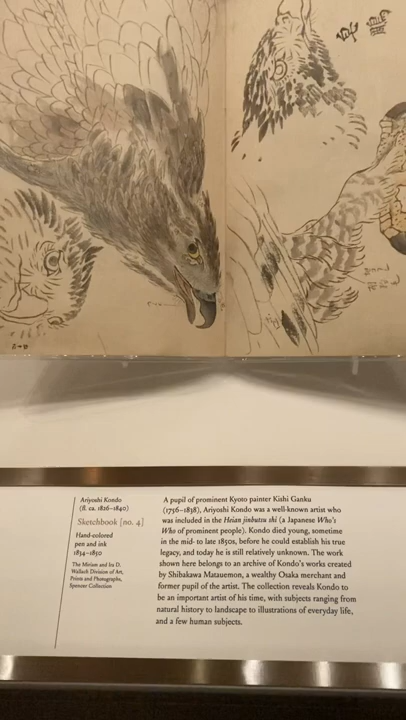 Ariyoshi Kondo
(fl. ca. 1826–1840)
Sketchbook [no. 4]
Hand-colored
pen and ink
1834–1850
The Miriam and Ira D.
Wallach Division of Art,
Prints and Photographs,
Spencer Collection
A pupil of prominent Kyoto painter Kishi Ganku
(1756–1838), Ariyoshi Kondo was a well-known artist who
was included in the Heian jinbutsu shi (a Japanese Who's
Who of prominent people). Kondo died young, sometime
in the mid- to late 1850s, before he could establish his true
legacy, and today he is still relatively unknown. The work
shown here belongs to an archive of Kondo's works created
by Shibakawa Matauemon, a wealthy Osaka merchant and
former pupil of the artist. The collection reveals Kondo to
be an important artist of his time, with subjects ranging from
natural history to landscape to illustrations of everyday life,
and a few human subjects.